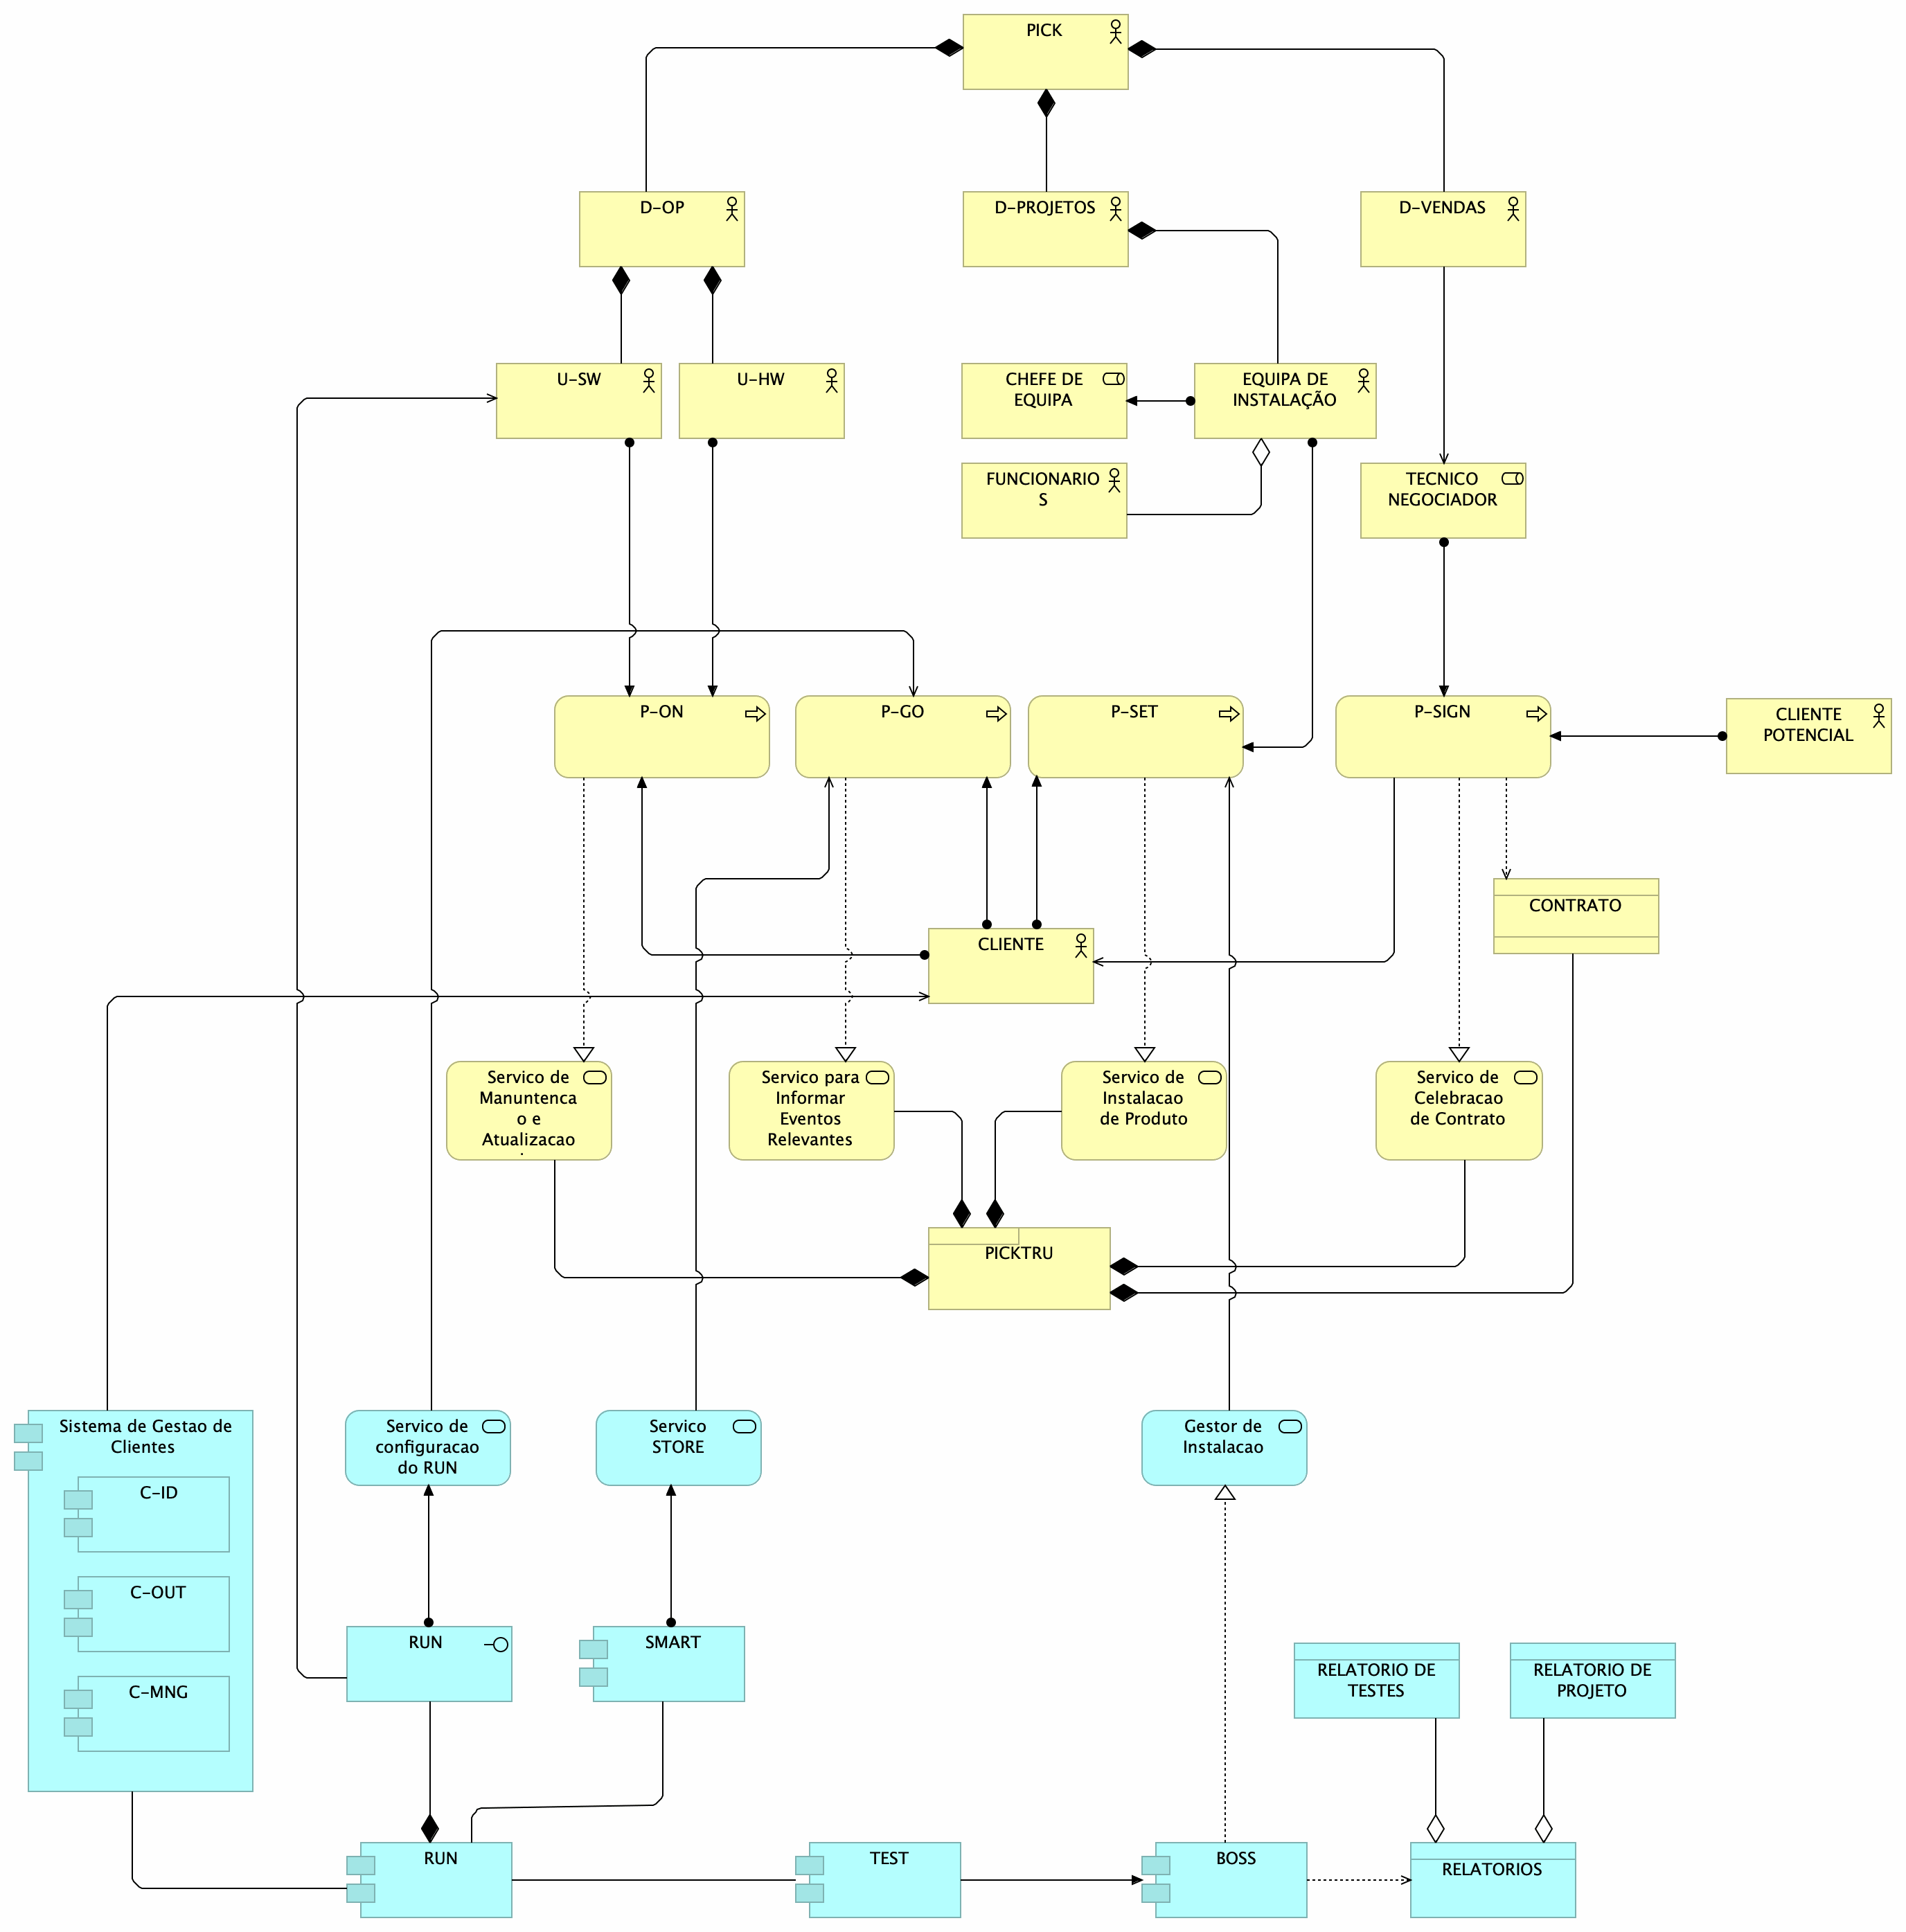 PICK
D-OP
D-PROJETOS
D-VENDAS
U-SW
U-HW
CHEFE DE
EQUIPA
EQUIPA DE
INSTALAÇÃO
FUNCIONARIO
S
TECNICO
NEGOCIADOR
P-ON
P-GO
P-SET
P-SIGN
CLIENTE
POTENCIAL
CONTRATO
CLIENTE
Servico de
Manuntenca
o e
Atualizacao
Servico para
Informar
Eventos
Relevantes
Servico de
Instalacao
de Produto
Servico de
Celebracao
de Contrato
PICKTRU
Sistema de Gestao de
Clientes
C-ID
C-OUT
C-MNG
Servico de
configuracao
do RUN
Servico
STORE
Gestor de
Instalacao
RUN
SMART
RELATORIO DE
TESTES
RELATORIO DE
PROJETO
RUN
TEST
BOSS
RELATORIOS